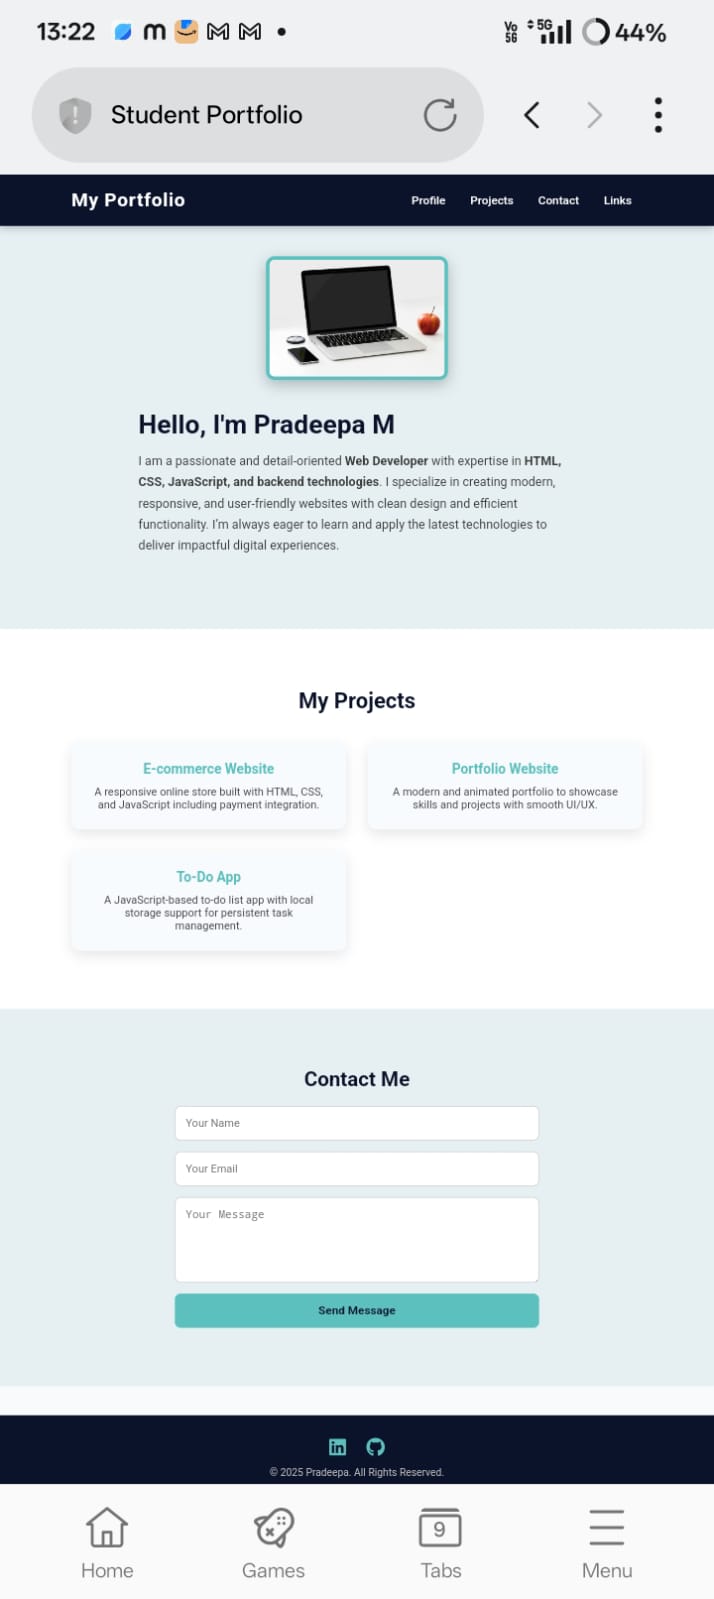 13:22
Vo
5G
5G
44%
Student Portfolio
My Portfolio
Profile Projects Contact Links
Hello, I'm Pradeepa M
I am a passionate and detail-oriented Web Developer with expertise in HTML,
CSS, JavaScript, and backend technologies. I specialize in creating modern,
responsive, and user-friendly websites with clean design and efficient
functionality. I'm always eager to learn and apply the latest technologies to
deliver impactful digital experiences.
My Projects
E-commerce Website
A responsive online store built with HTML, CSS,
and JavaScript including payment integration.
Portfolio Website
A modern and animated portfolio to showcase
skills and projects with smooth UI/UX.
To-Do App
A JavaScript-based to-do list app with local
storage support for persistent task
management.
Contact Me
Your Name
Your Email
Your Message
Send Message
© 2025 Pradeepa. All Rights Reserved.
9
Home Games Tabs Menu